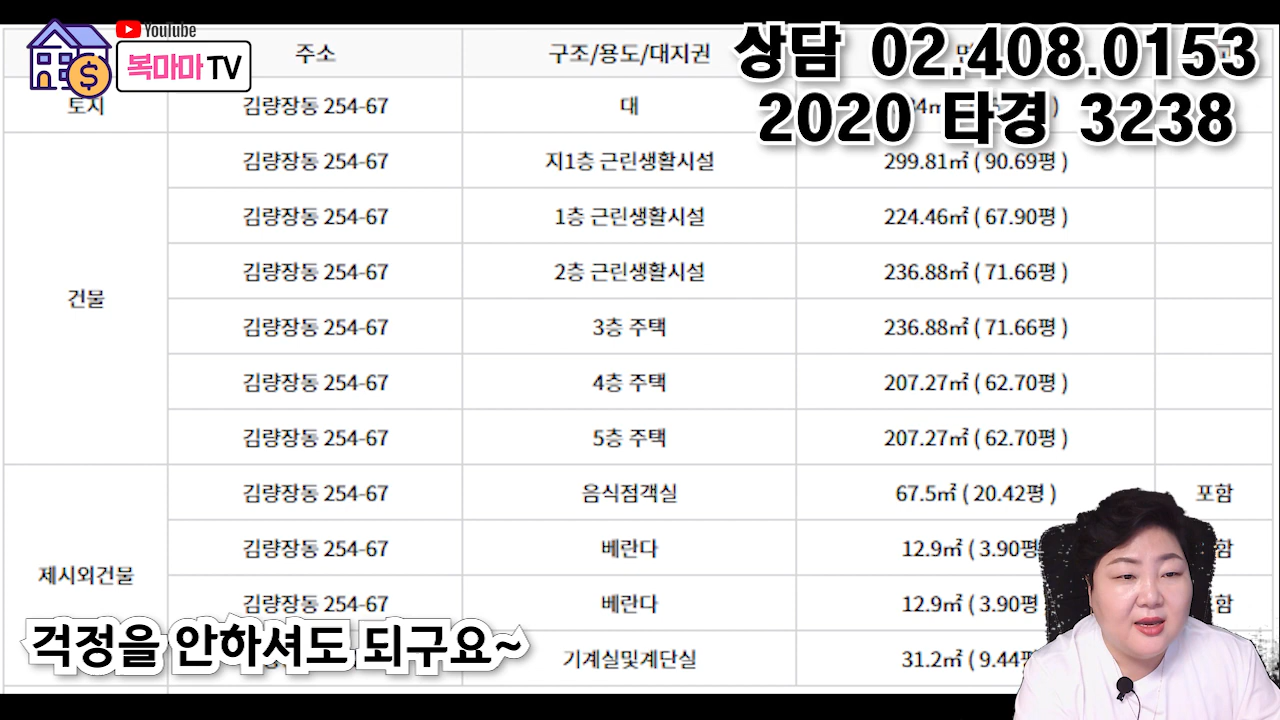 YouTube
복마마 TV
상담 02.408.0153
2020 타경 3238
주소 구조/용도/대지권
토지 김량장동 254-67 대
건물
김량장동 254-67 지1층 근린생활시설 299.81㎡ ( 90.69평 )
김량장동 254-67 1층 근린생활시설 224.46㎡ ( 67.90평 )
김량장동 254-67 2층 근린생활시설 236.88㎡ ( 71.66평 )
김량장동 254-67 3층 주택 236.88㎡ ( 71.66평 )
김량장동 254-67 4층 주택 207.27㎡ ( 62.70평 )
김량장동 254-67 5층 주택 207.27㎡ ( 62.70평 )
제시외건물
김량장동 254-67 음식점객실 67.5㎡ ( 20.42평 ) 포함
김량장동 254-67 베란다 12.9㎡ ( 3.90평 함
김량장동 254-67 베란다 12.9㎡ ( 3.90평 함
기계실및계단실 31.2㎡ ( 9.44평
걱정을 안하셔도 되구요~